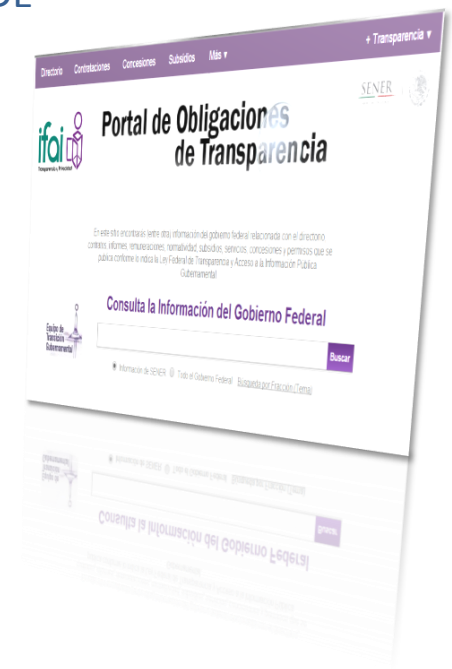 DE
Directorio Contrataciones Concesiones Subsidios Más ▾ + Transparencia ▾
SENER
ifai
Transparencia y Privacidad
Portal de Obligaciones
de Transparencia
En este sitio encontrarás (entre otra) información del gobierno federal relacionada con el directorio
contratos, informes, remuneraciones, normatividad, subsidios, servicios, concesiones y permisos que se
publica conforme lo indica la Ley Federal de Transparencia y Acceso a la Información Pública
Gubernamental
Consulta la Información del Gobierno Federal
Equipo de
Transición
Gubernamental
Buscar
Información de SENER Todo el Gobierno Federal Búsqueda por Fracción (Tema)